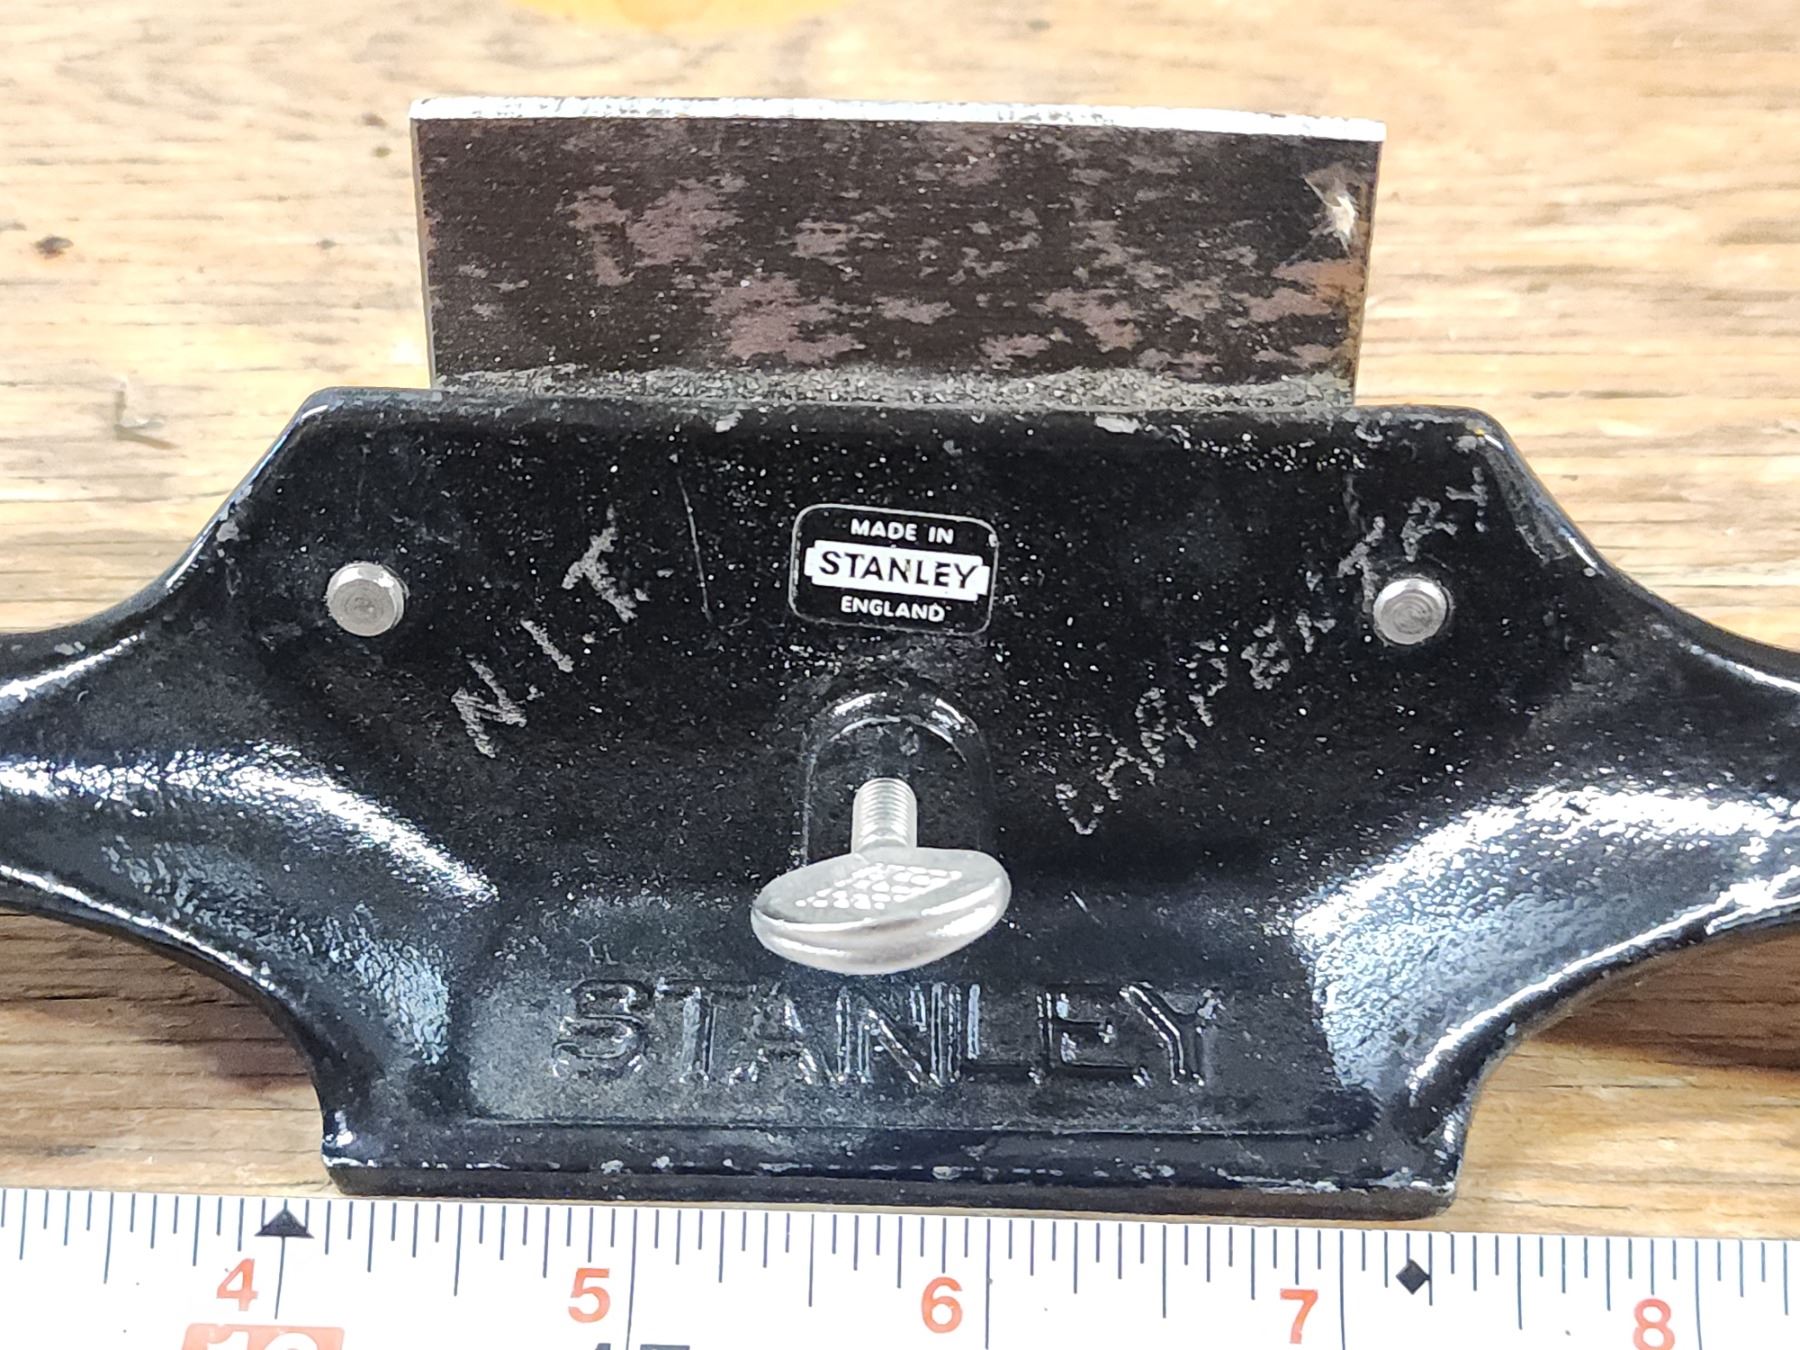 MADE IN
STANLEY
ENGLAND
N.I.T.
CARPENTRY
STANLEY
4 5 6 7 8